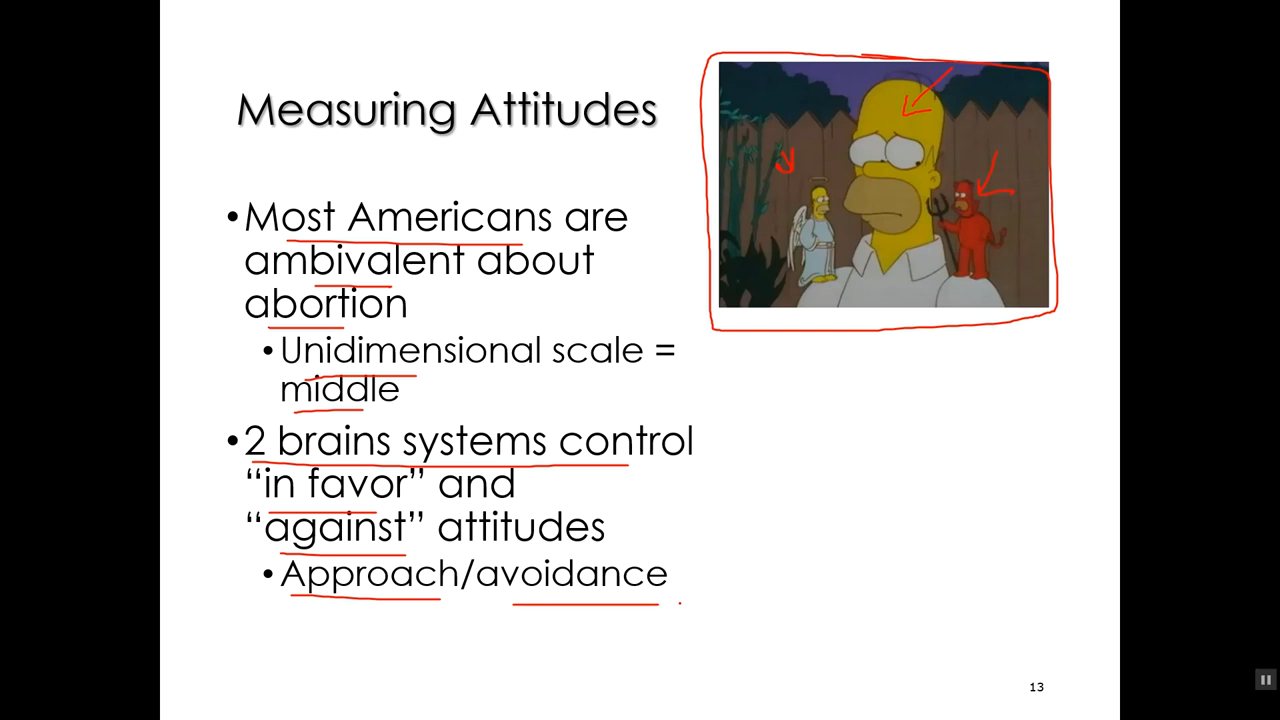 Measuring Attitudes
•Most Americans are
ambivalent about
abortion
•Unidimensional scale =
middle
•2 brains systems control
“in favor” and
“against” attitudes
•Approach/avoidance
13